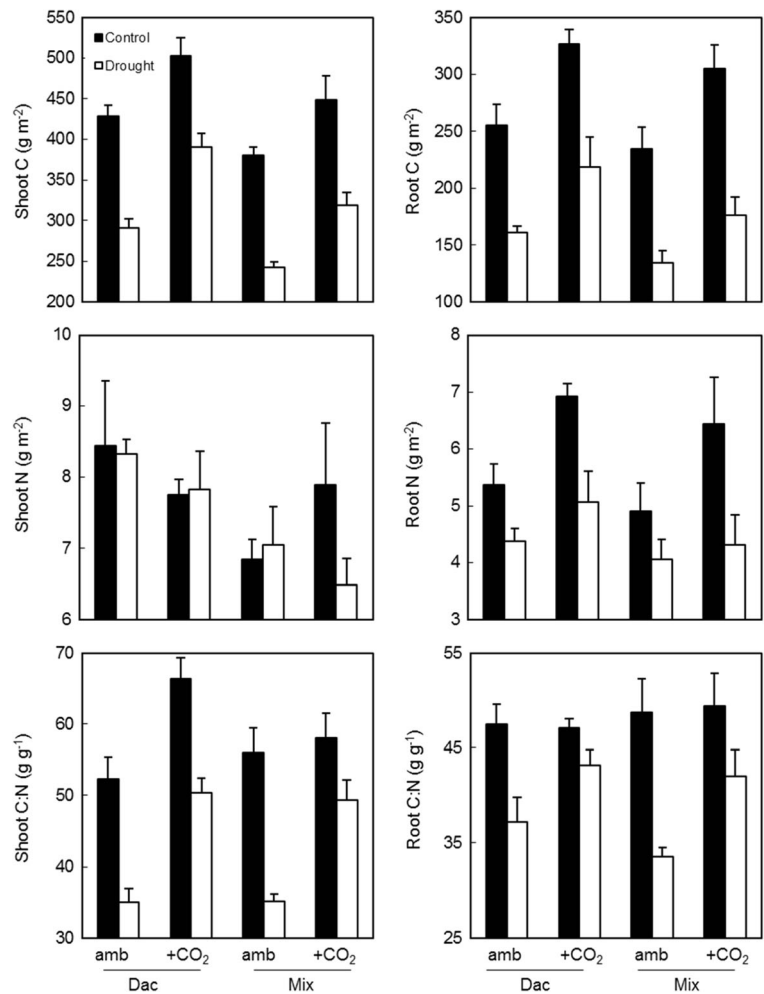 Shoot C (g m⁻²)
550
500
450
400
350
300
250
200
Control
Drought
Root C (g m⁻²)
350
300
250
200
150
100
Shoot N (g m⁻²)
10
9
8
7
6
Root N (g m⁻²)
8
7
6
5
4
3
Shoot C:N (g g⁻¹)
70
60
50
40
30
amb +CO₂ amb +CO₂
Dac Mix
Root C:N (g g⁻¹)
55
45
35
25
amb +CO₂ amb +CO₂
Dac Mix